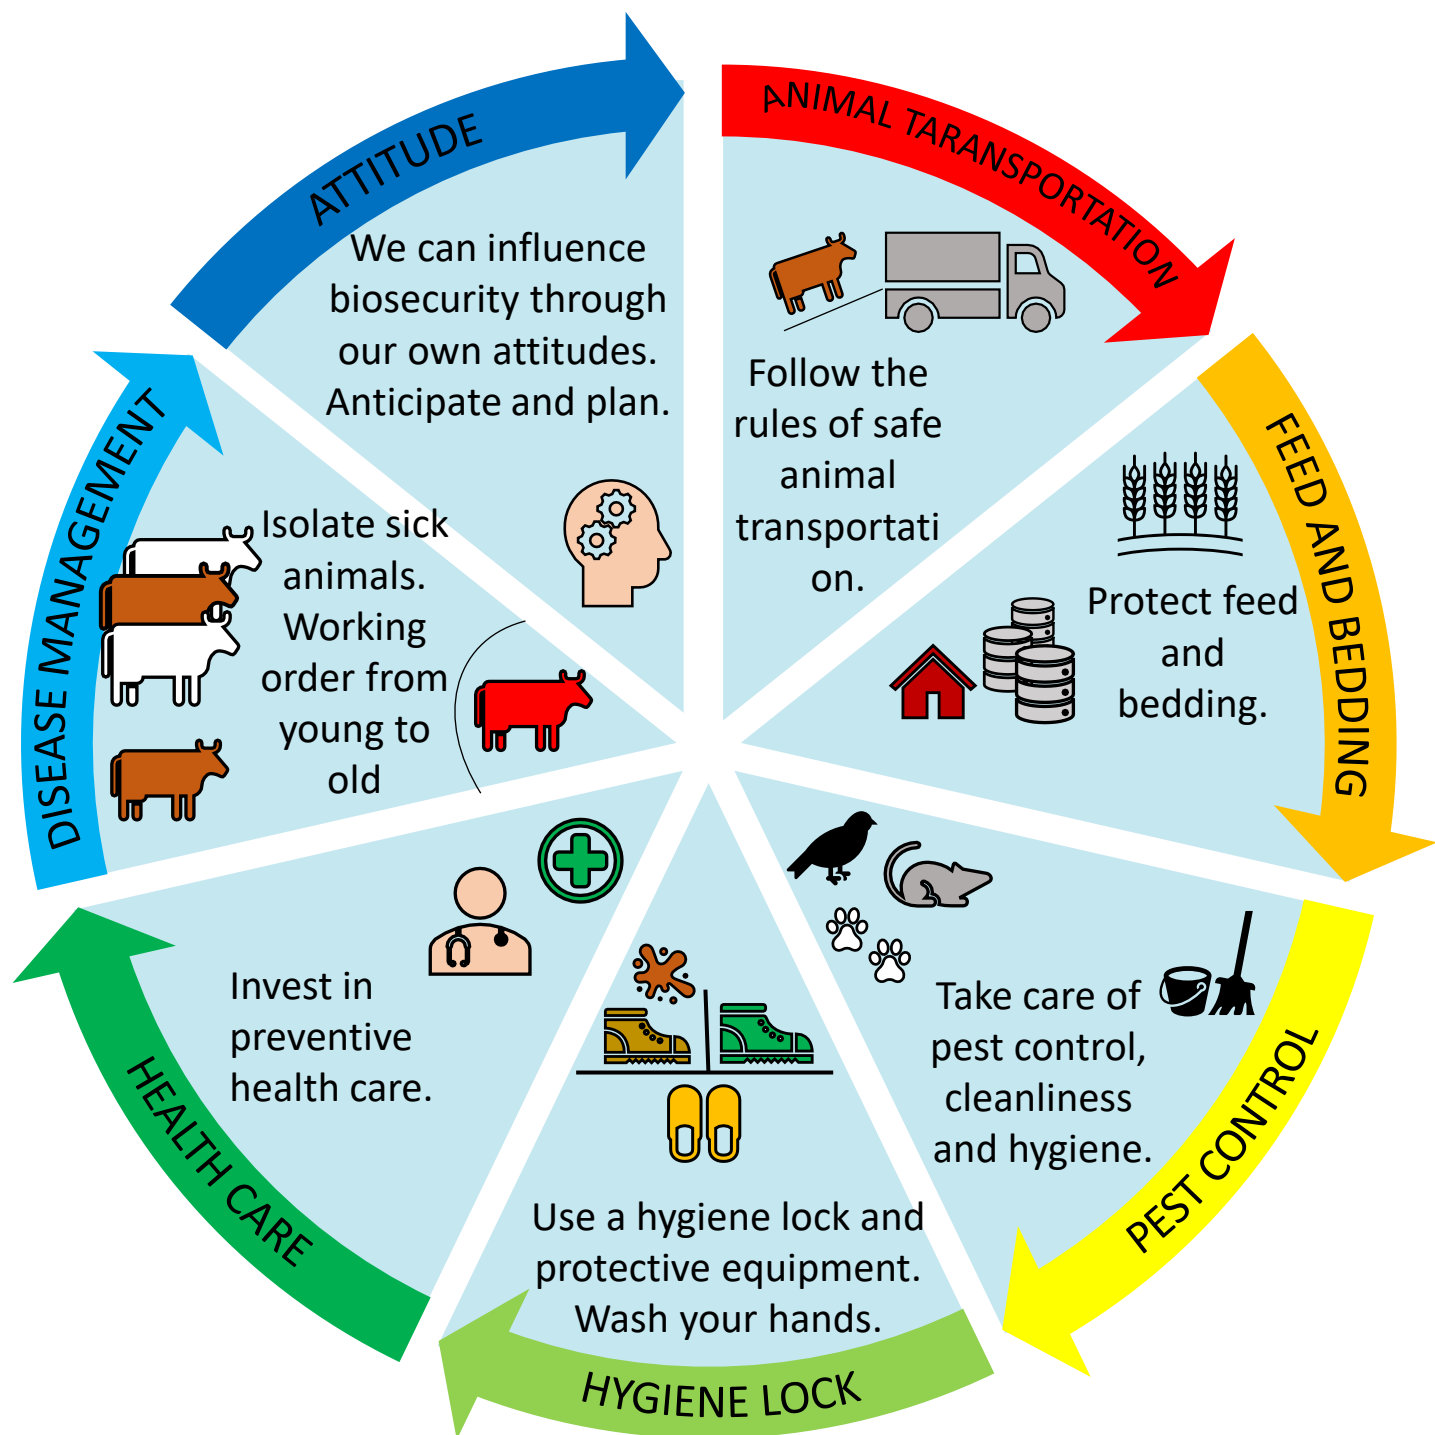 ATTITUDE
We can influence
biosecurity through
our own attitudes.
Anticipate and plan.
ANIMAL TARANSPORTATION
Follow the
rules of safe
animal
transportati
on.
FEED AND BEDDING
Protect feed
and
bedding.
PEST CONTROL
Take care of
pest control,
cleanliness
and hygiene.
HYGIENE LOCK
Use a hygiene lock and
protective equipment.
Wash your hands.
HEALTH CARE
Invest in
preventive
health care.
DISEASE MANAGEMENT
Isolate sick
animals.
Working
order from
young to
old